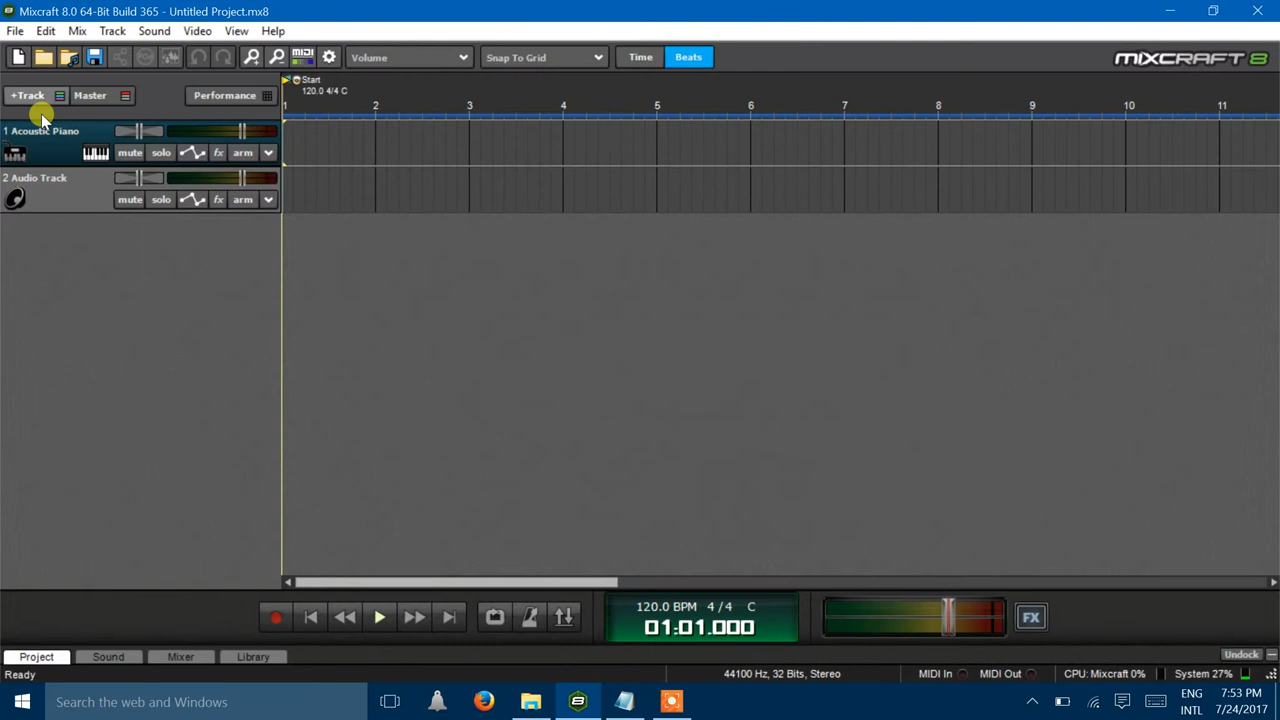 Mixcraft 8.0 64-Bit Build 365 - Untitled Project.mx8
File Edit Mix Track Sound Video View Help
MIDI Volume Snap To Grid Time Beats MIXCRAFT 8
+Track Master Performance
Start
120.0 4/4 C
1 2 3 4 5 6 7 8 9 10 11
1 Acoustic Piano
mute solo fx arm
2 Audio Track
mute solo fx arm
120.0 BPM 4/4 C
01:01.000
FX
Project Sound Mixer Library Undock
Ready 44100 Hz, 32 Bits, Stereo MIDI In MIDI Out CPU: Mixcraft 0% System 27%
Search the web and Windows
ENG 7:53 PM
INTL 7/24/2017